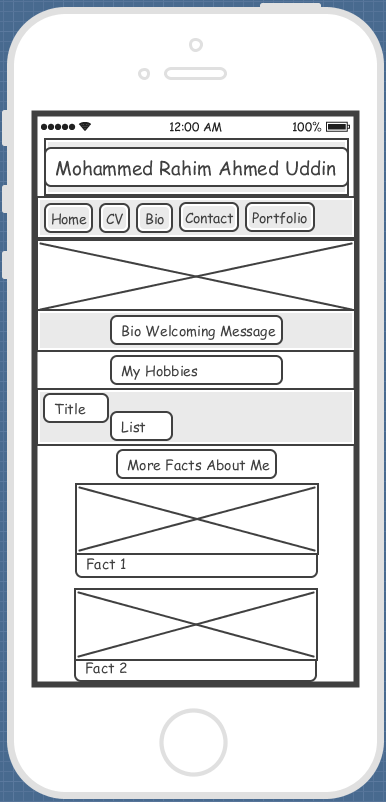 12:00 AM 100%
Mohammed Rahim Ahmed Uddin
Home CV Bio Contact Portfolio
Bio Welcoming Message
My Hobbies
Title
List
More Facts About Me
Fact 1
Fact 2